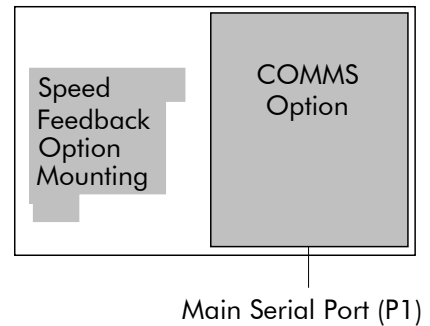 Speed
Feedback
Option
Mounting
COMMS
Option
Main Serial Port (P1)